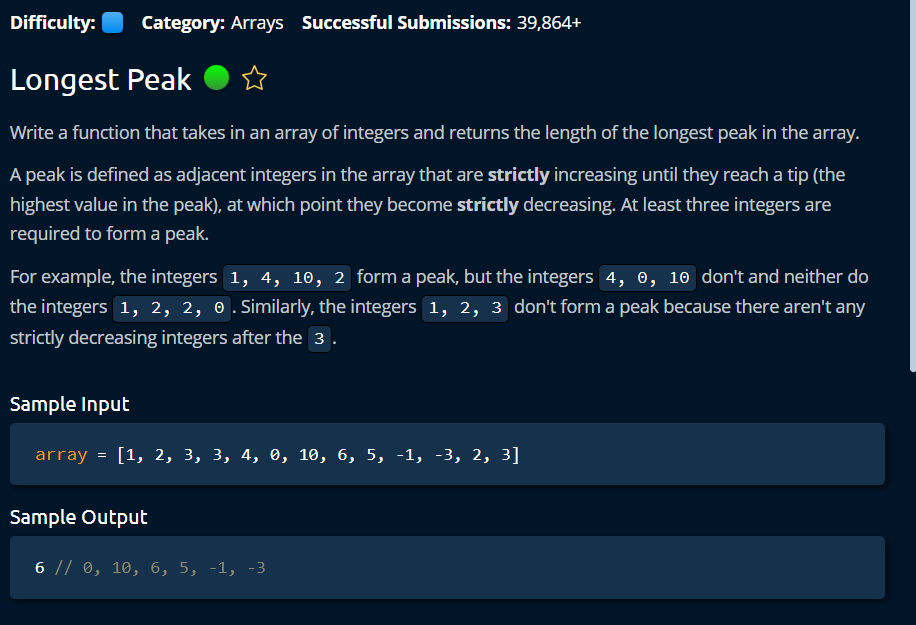 Difficulty: Category: Arrays Successful Submissions: 39,864+
Longest Peak
Write a function that takes in an array of integers and returns the length of the longest peak in the array.
A peak is defined as adjacent integers in the array that are strictly increasing until they reach a tip (the
highest value in the peak), at which point they become strictly decreasing. At least three integers are
required to form a peak.
For example, the integers 1, 4, 10, 2 form a peak, but the integers 4, 0, 10 don't and neither do
the integers 1, 2, 2, 0. Similarly, the integers 1, 2, 3 don't form a peak because there aren't any
strictly decreasing integers after the 3.
Sample Input
array = [1, 2, 3, 3, 4, 0, 10, 6, 5, -1, -3, 2, 3]
Sample Output
6 // 0, 10, 6, 5, -1, -3